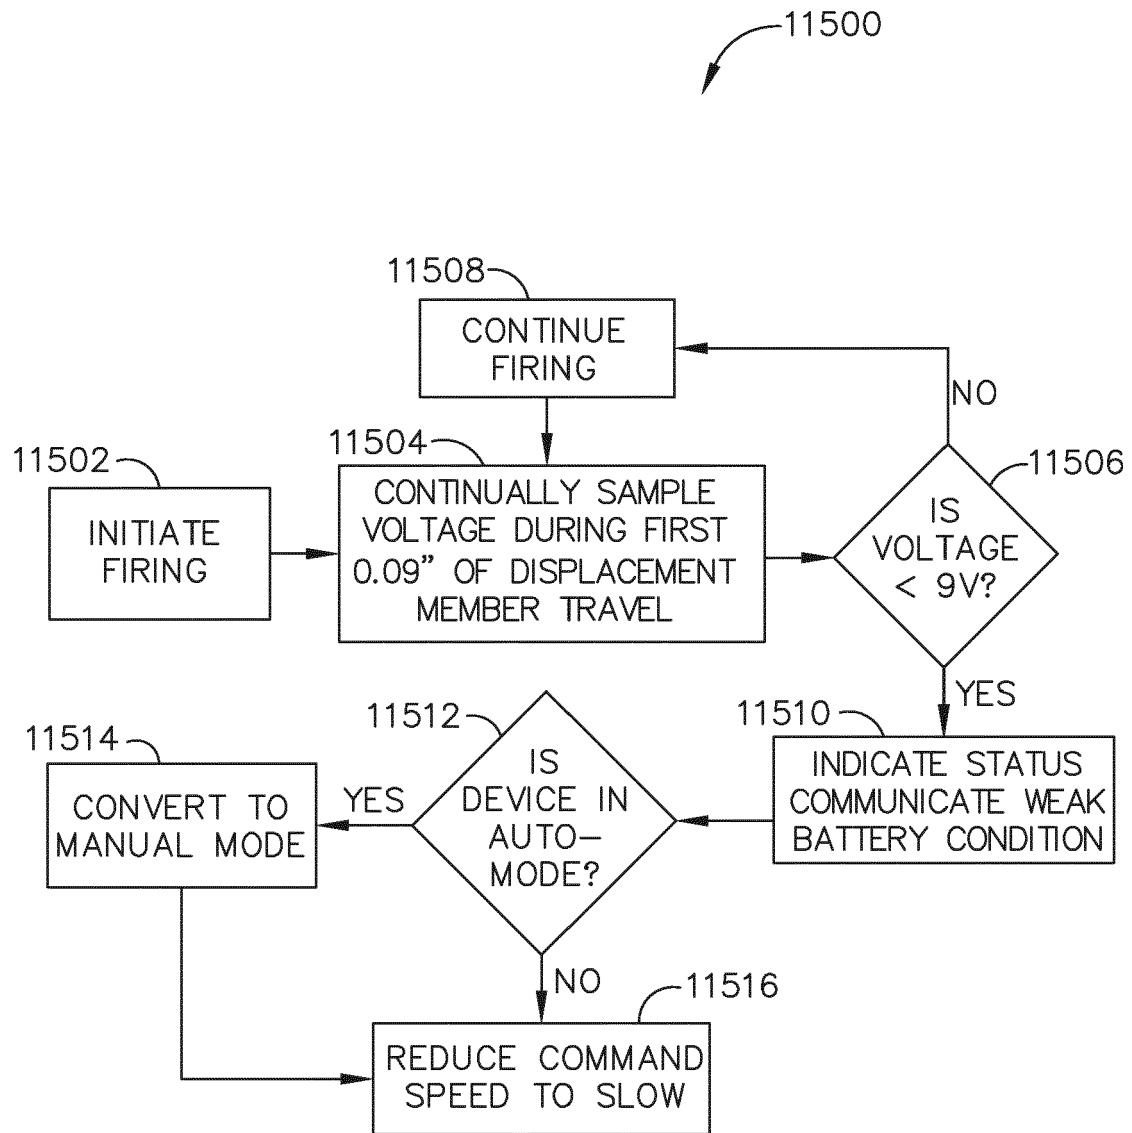 11500
11508
CONTINUE
FIRING
NO
11502
INITIATE
FIRING
11504
CONTINUALLY SAMPLE
VOLTAGE DURING FIRST
0.09” OF DISPLACEMENT
MEMBER TRAVEL
11506
IS
VOLTAGE
< 9V?
YES
11510
INDICATE STATUS
COMMUNICATE WEAK
BATTERY CONDITION
11512
IS
DEVICE IN
AUTO–
MODE?
YES
11514
CONVERT TO
MANUAL MODE
NO
11516
REDUCE COMMAND
SPEED TO SLOW